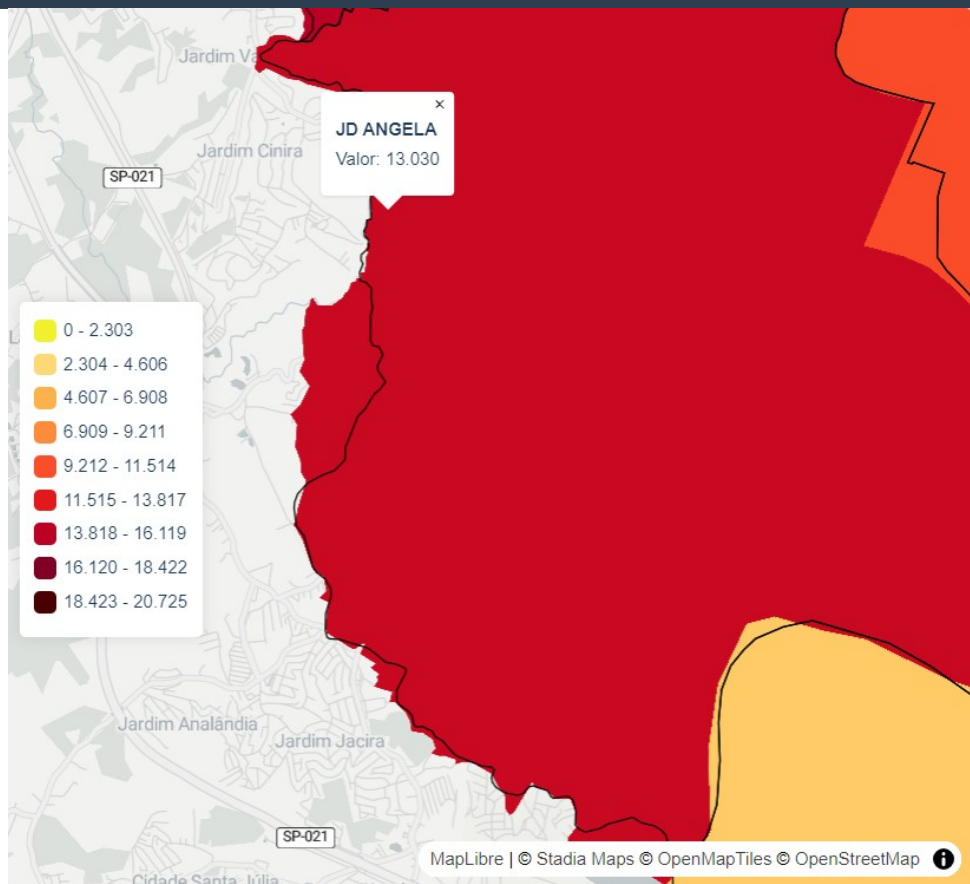 Jardim Va
×
JD ANGELA
Valor: 13.030
Jardim Cinira
SP-021
0 - 2.303
2.304 - 4.606
4.607 - 6.908
6.909 - 9.211
9.212 - 11.514
11.515 - 13.817
13.818 - 16.119
16.120 - 18.422
18.423 - 20.725
Jardim Analândia
Jardim Jacira
SP-021
MapLibre | © Stadia Maps © OpenMapTiles © OpenStreetMap
Cidade Santa Júlia